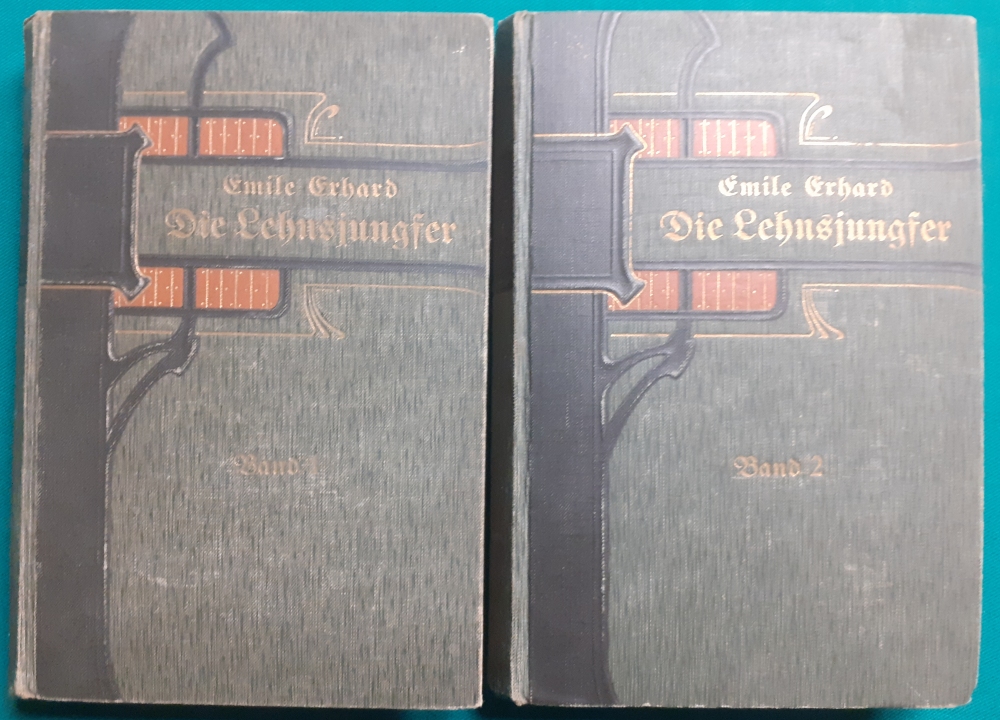 Emile Erhard
Die Lehnsjungfer
Band 1
Emile Erhard
Die Lehnsjungfer
Band 2